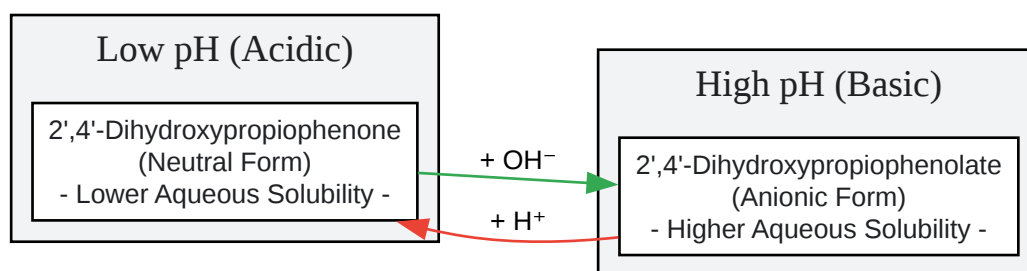 Low pH (Acidic)
2',4'-Dihydroxypropiophenone
(Neutral Form)
- Lower Aqueous Solubility -
+ OH⁻
+ H⁺
High pH (Basic)
2',4'-Dihydroxypropiophenolate
(Anionic Form)
- Higher Aqueous Solubility -